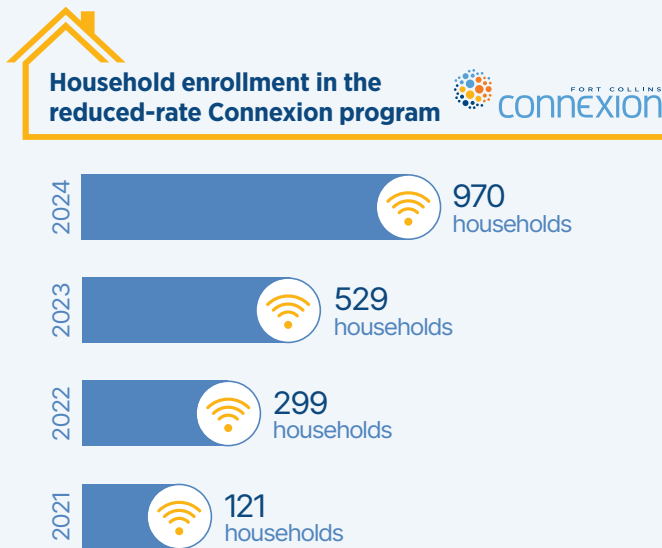 Household enrollment in the
reduced-rate Connexion program
FORT COLLINS
connexion
2024
970
households
2023
529
households
2022
299
households
2021
121
households